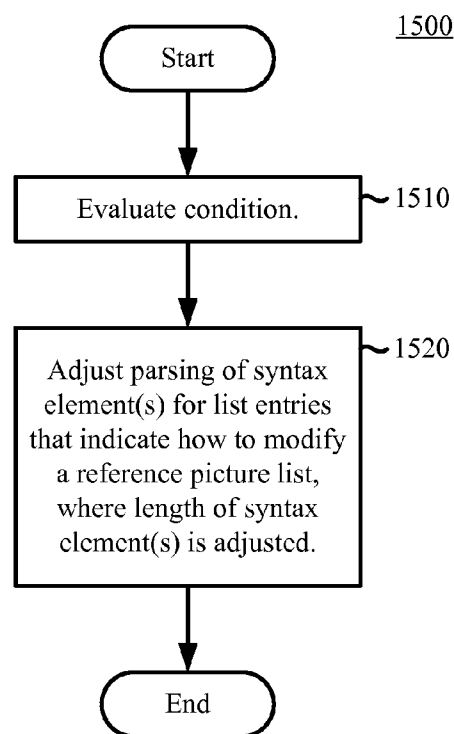 1500
Start
Evaluate condition.
1510
1520
Adjust parsing of syntax
element(s) for list entries
that indicate how to modify
a reference picture list,
where length of syntax
element(s) is adjusted.
End